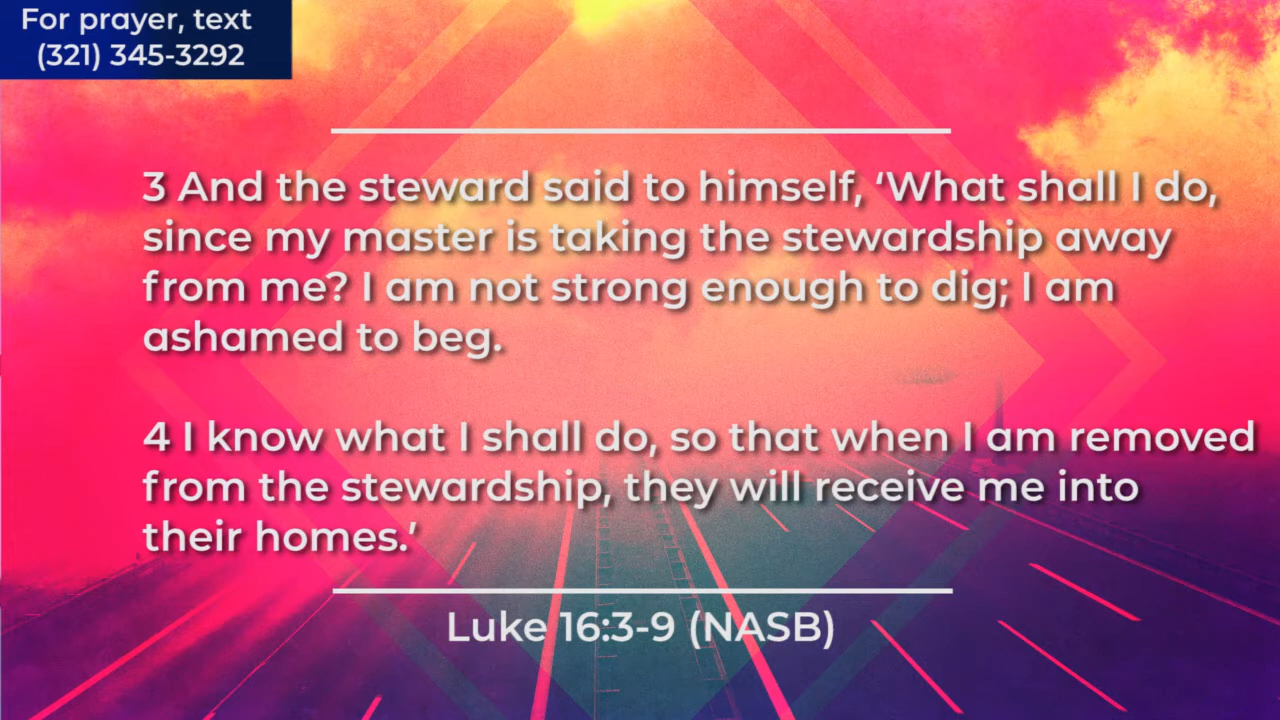 For prayer, text
(321) 345-3292
3 And the steward said to himself, ‘What shall I do,
since my master is taking the stewardship away
from me? I am not strong enough to dig; I am
ashamed to beg.
4 I know what I shall do, so that when I am removed
from the stewardship, they will receive me into
their homes.’
Luke 16:3-9 (NASB)